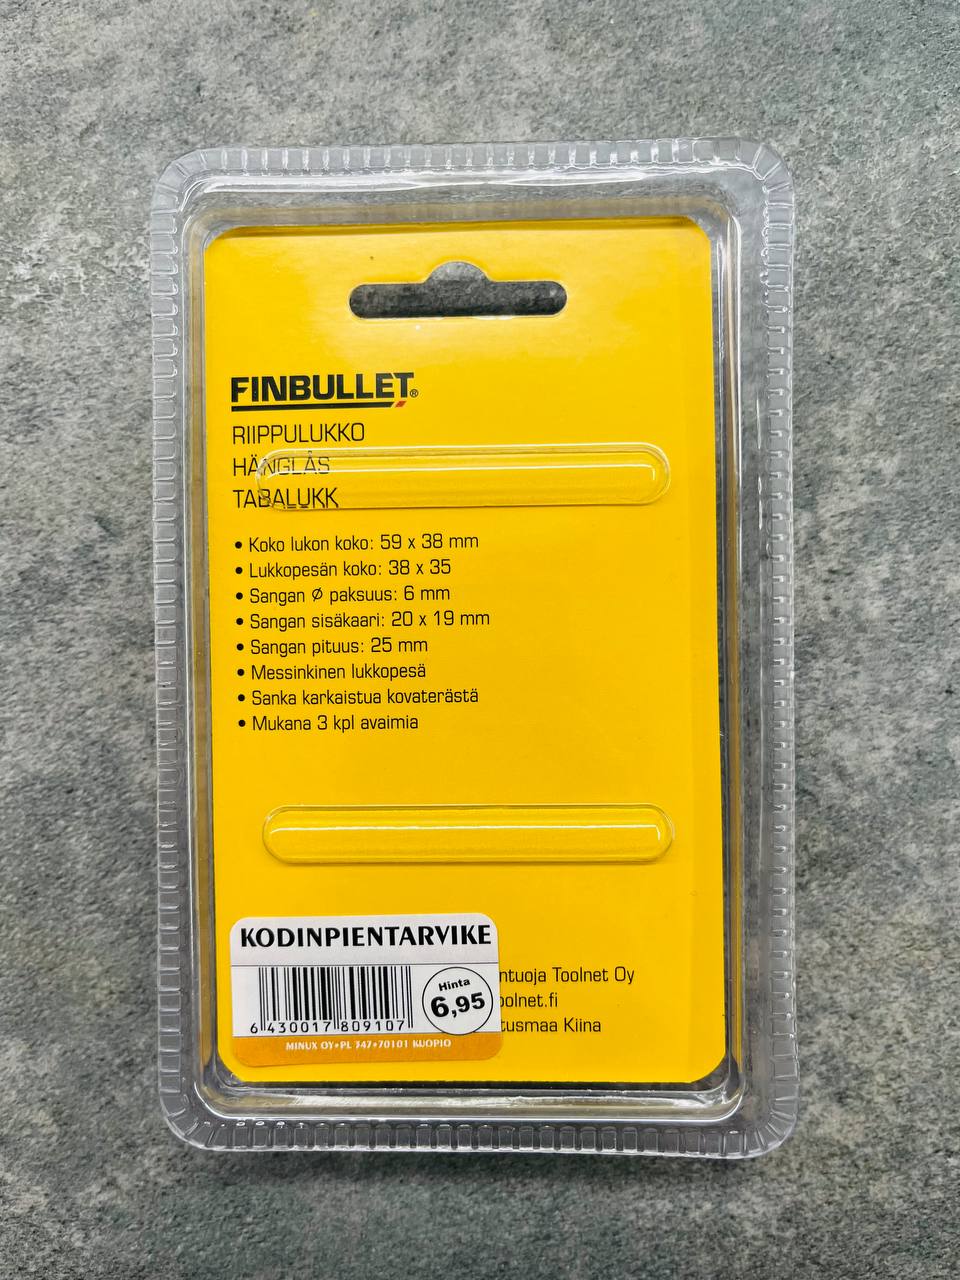 FINBULLET®
RIIPPULUKKO
HÄNGLÅS
TABALUKK
• Koko lukon koko: 59 x 38 mm
• Lukkopesän koko: 38 x 35
• Sangan Ø paksuus: 6 mm
• Sangan sisäkaari: 20 x 19 mm
• Sangan pituus: 25 mm
• Messinkinen lukkopesä
• Sanka karkaistua kovaterästä
• Mukana 3 kpl avaimia
KODINPIENTARVIKE
Hinta
6,95
6 430017 809107
MINUX OY•PL 347•70101 KUOPIO
ntuoja Toolnet Oy
oolnet.fi
tusmaa Kiina